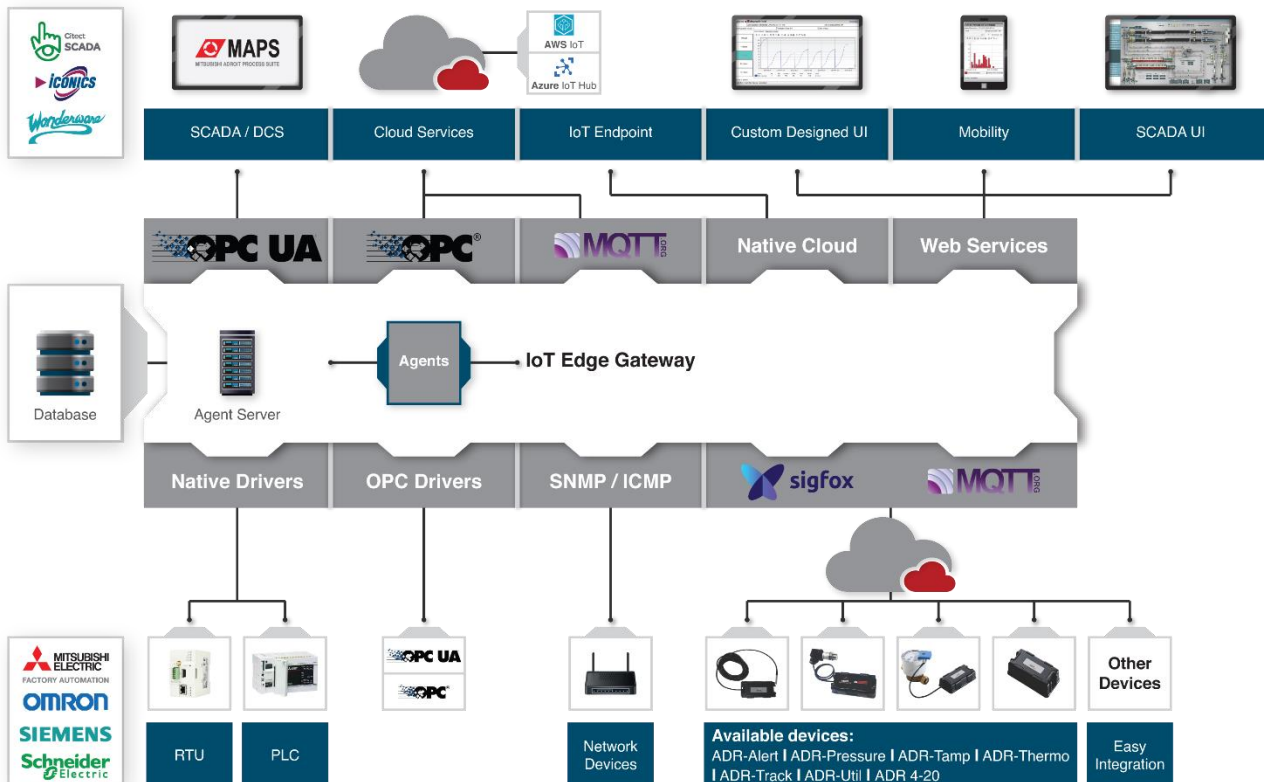 Citect
SCADA
ICONICS
Wonderware
MAPS
MITSUBISHI ADROIT PROCESS SUITE
AWS IoT
Azure IoT Hub
SCADA / DCS
Cloud Services
IoT Endpoint
Custom Designed UI
Mobility
SCADA UI
OPC UA
OPC®
MQTT.ORG
Native Cloud
Web Services
Database
Agent Server
Agents
IoT Edge Gateway
Native Drivers
OPC Drivers
SNMP / ICMP
sigfox
MQTT.ORG
MITSUBISHI
ELECTRIC
FACTORY AUTOMATION
OMRON
SIEMENS
Schneider
Electric
OPC UA
OPC®
Other
Devices
RTU
PLC
Network
Devices
Available devices:
ADR-Alert I ADR-Pressure I ADR-Tamp I ADR-Thermo
I ADR-Track I ADR-Util I ADR 4-20
Easy
Integration